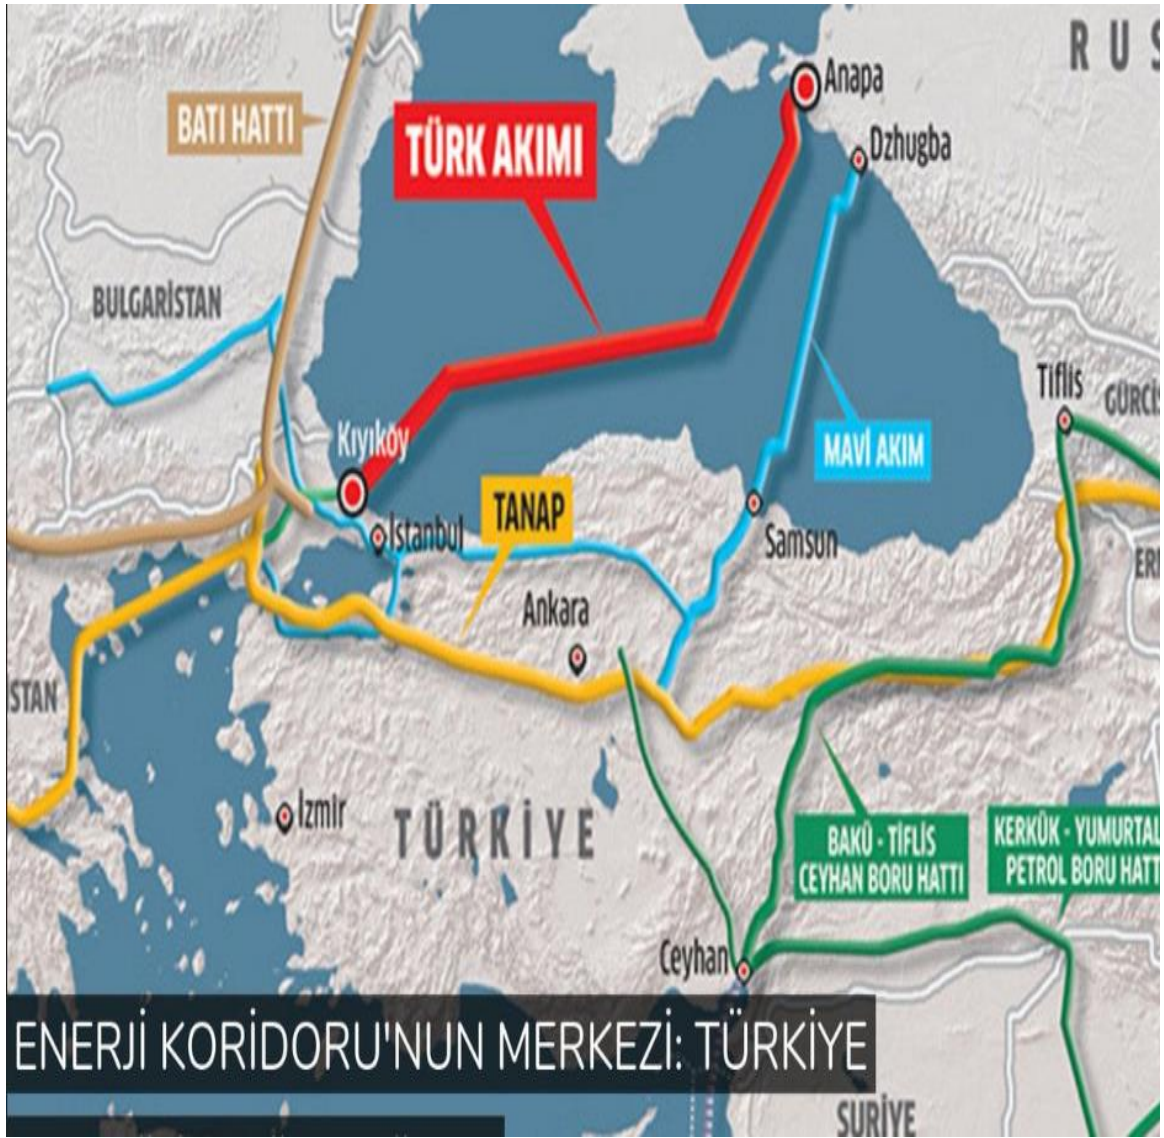 RUS
Anapa
BATI HATTI
TÜRK AKIMI
Dzhugba
BULGARİSTAN
Tiflis
GÜRCİS
Kıyıköy
MAVİ AKIM
TANAP
İstanbul
Samsun
ER
Ankara
STAN
İzmir
TÜRKİYE
BAKÜ - TİFLİS
CEYHAN BORU HATTI
KERKÜK - YUMURTAL
PETROL BORU HATT
Ceyhan
ENERJİ KORİDORU'NUN MERKEZİ: TÜRKİYE
SURİYE